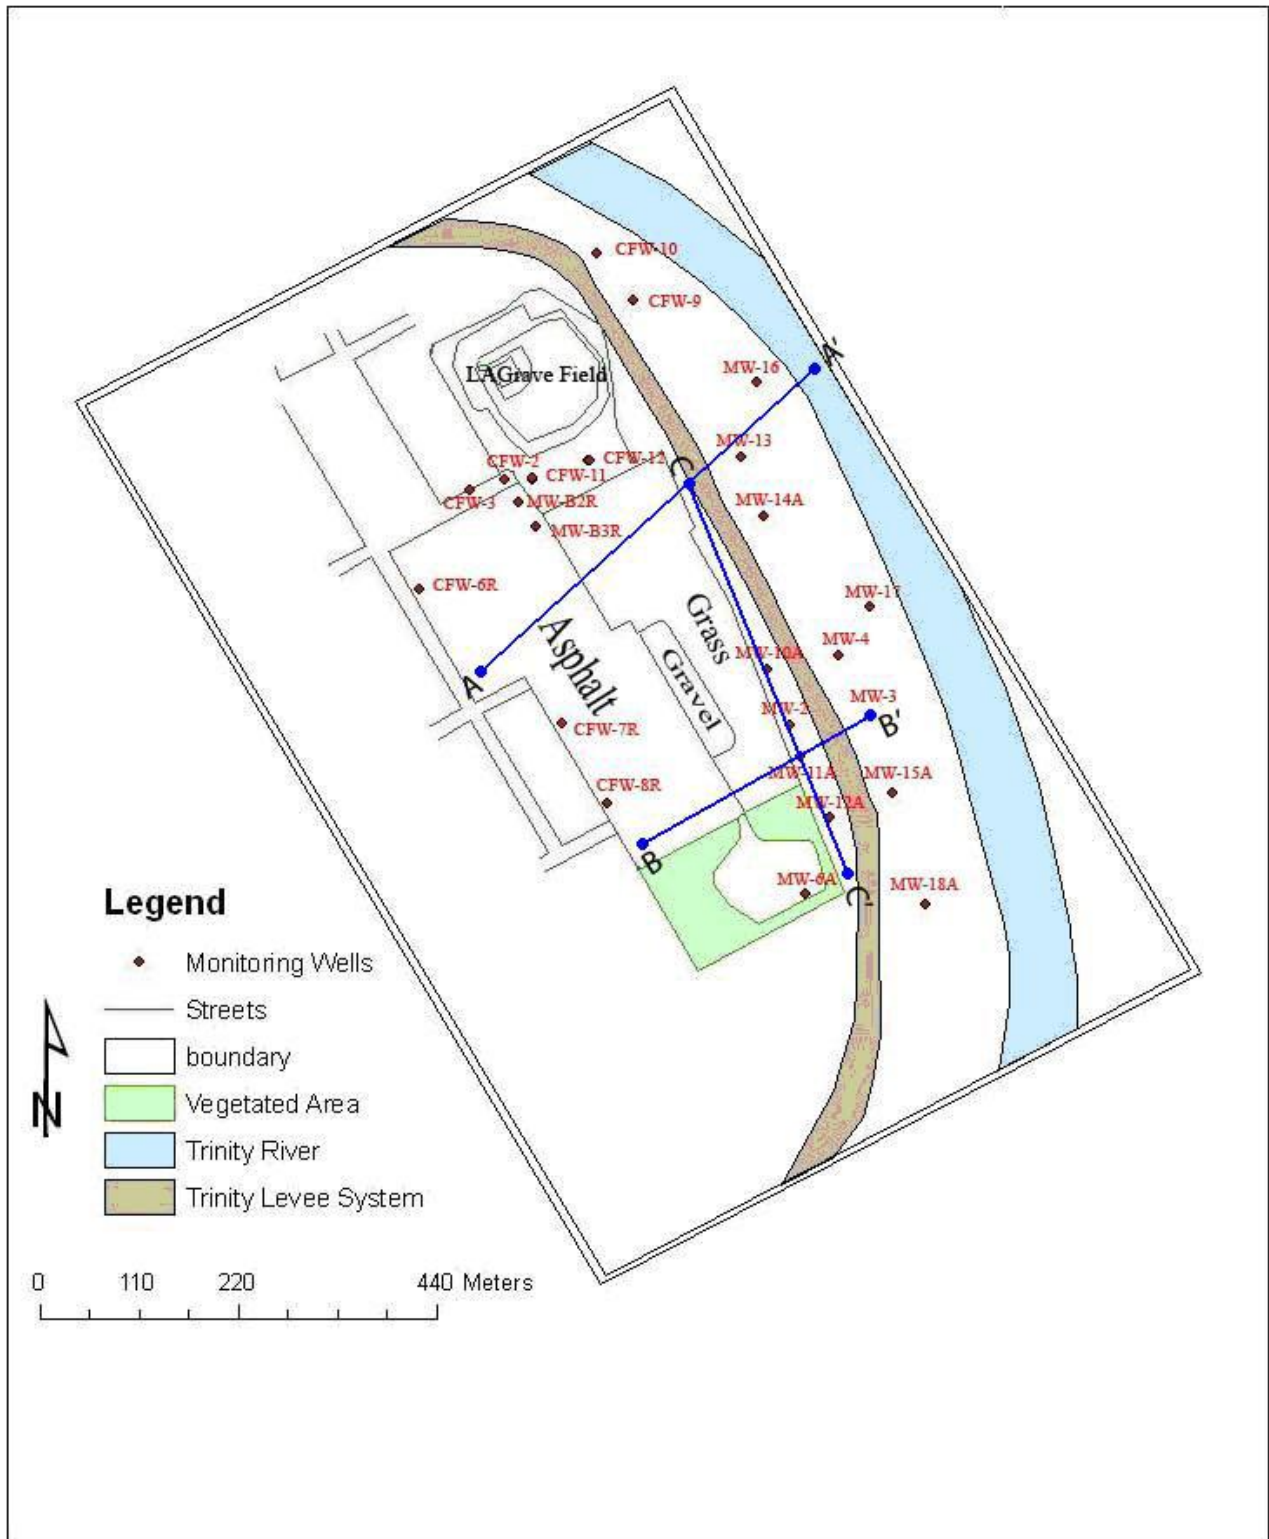 CFW-10
CFW-9
A'
MW-16
LAGrave Field
MW-13
CFW-2
CFW-12
C
CFW-11
CFW-3
MW-B2R
MW-14A
MW-B3R
CFW-6R
MW-17
Grass
Asphalt
MW-4
MW-10A
Gravel
A
MW-3
MW-2
B'
CFW-7R
MW-11A
MW-15A
CFW-8R
MW-12A
B
MW-6A
MW-18A
C'
Legend
Monitoring Wells
Streets
boundary
Vegetated Area
N
Trinity River
Trinity Levee System
0 110 220 440 Meters